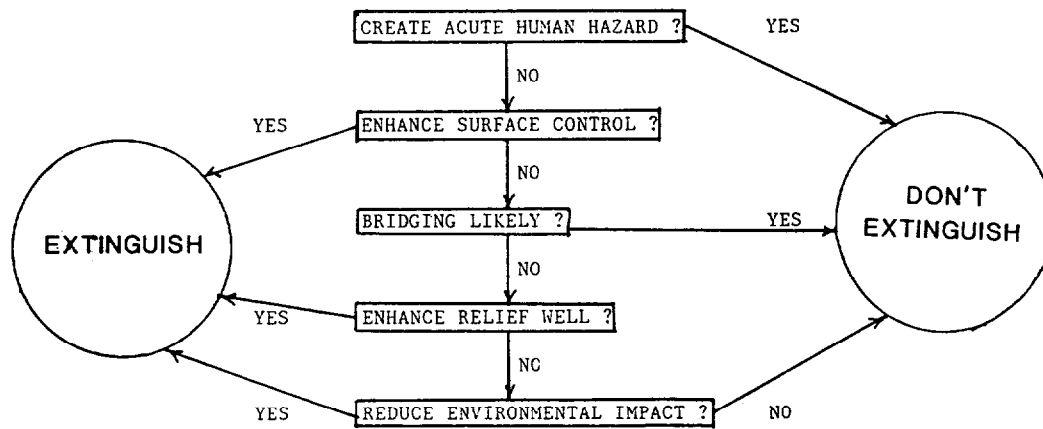 CREATE ACUTE HUMAN HAZARD ?
YES
NO
YES
ENHANCE SURFACE CONTROL ?
NO
EXTINGUISH
BRIDGING LIKELY ?
YES
DON'T
EXTINGUISH
NO
YES
ENHANCE RELIEF WELL ?
NC
YES
REDUCE ENVIRONMENTAL IMPACT ?
NO